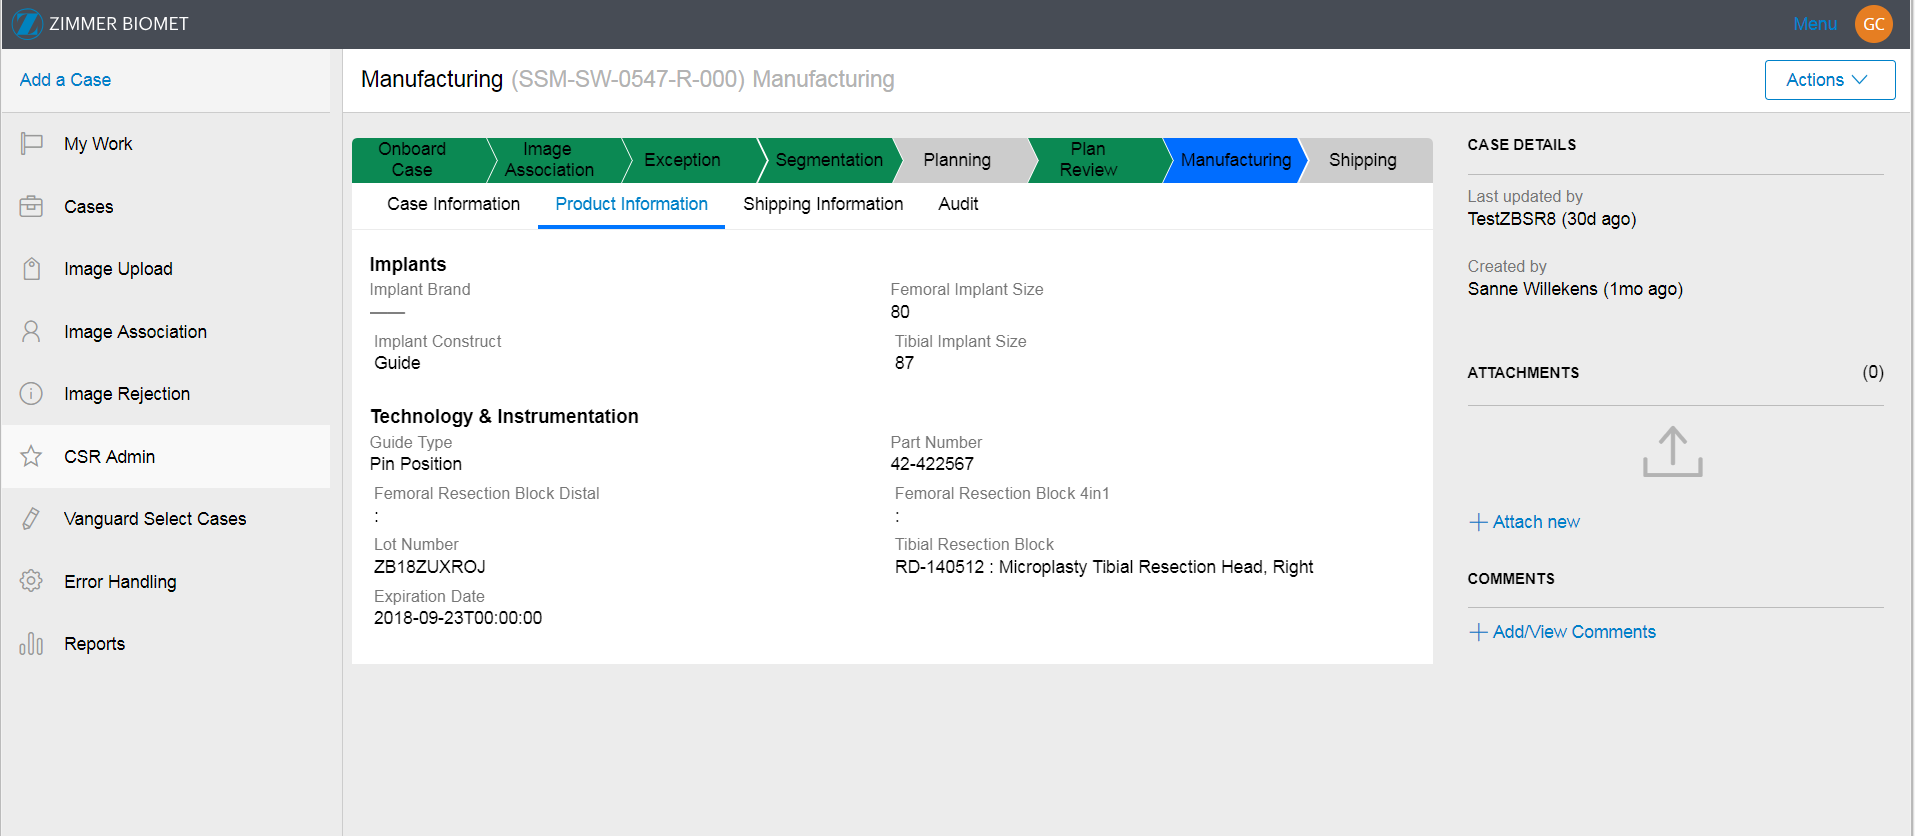 ZIMMER BIOMET
Menu
GC
Add a Case
My Work
Cases
Image Upload
Image Association
Image Rejection
CSR Admin
Vanguard Select Cases
Error Handling
Reports
Manufacturing (SSM-SW-0547-R-000) Manufacturing
Actions
Onboard
Case
Image
Association
Exception
Segmentation
Planning
Plan
Review
Manufacturing
Shipping
Case Information
Product Information
Shipping Information
Audit
Implants
Implant Brand
Femoral Implant Size
——
80
Implant Construct
Tibial Implant Size
Guide
87
Technology & Instrumentation
Guide Type
Part Number
Pin Position
42-422567
Femoral Resection Block Distal
Femoral Resection Block 4in1
:
:
Lot Number
Tibial Resection Block
ZB18ZUXROJ
RD-140512 : Microplasty Tibial Resection Head, Right
Expiration Date
2018-09-23T00:00:00
CASE DETAILS
Last updated by
TestZBSR8 (30d ago)
Created by
Sanne Willekens (1mo ago)
ATTACHMENTS
(0)
Attach new
COMMENTS
Add/View Comments